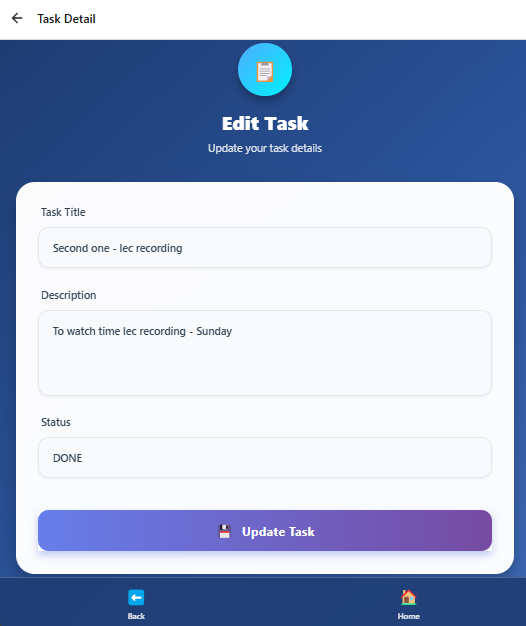 Task Detail
Edit Task
Update your task details
Task Title
Second one - lec recording
Description
To watch time lec recording - Sunday
Status
DONE
Update Task
Back
Home